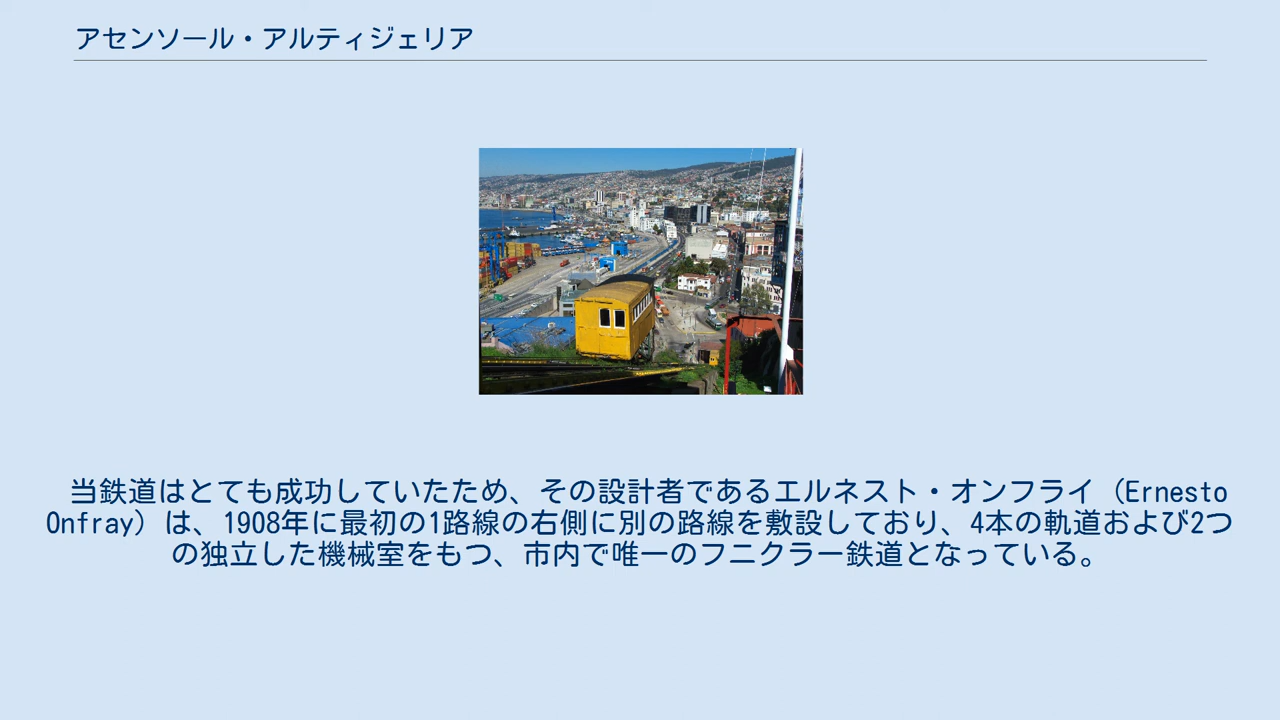 アセンソール・アルティジェリア
当鉄道はとても成功していたため、その設計者であるエルネスト・オンフライ（Ernesto
Onfray）は、1908年に最初の1路線の右側に別の路線を敷設しており、4本の軌道および2つ
の独立した機械室をもつ、市内で唯一のフニクラー鉄道となっている。